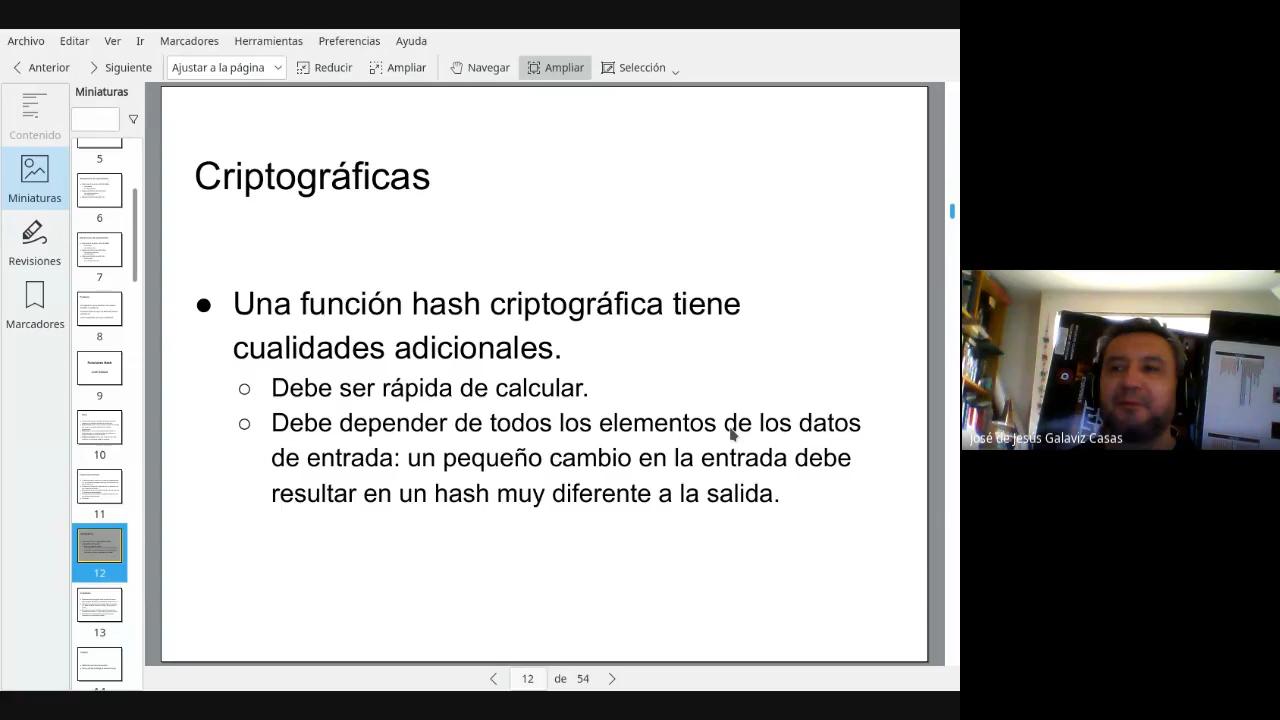 Archivo Editar Ver Ir Marcadores Herramientas Preferencias Ayuda
Anterior Siguiente Ajustar a la página Reducir Ampliar Navegar Ampliar Selección
Contenido
Miniaturas
Revisiones
Marcadores
Miniaturas
5
6
7
8
9
10
11
12
13
Criptográficas
● Una función hash criptográfica tiene
cualidades adicionales.
○ Debe ser rápida de calcular.
○ Debe depender de todos los elementos de los datos
de entrada: un pequeño cambio en la entrada debe
resultar en un hash muy diferente a la salida.
12 de 54
José de Jesús Galaviz Casas